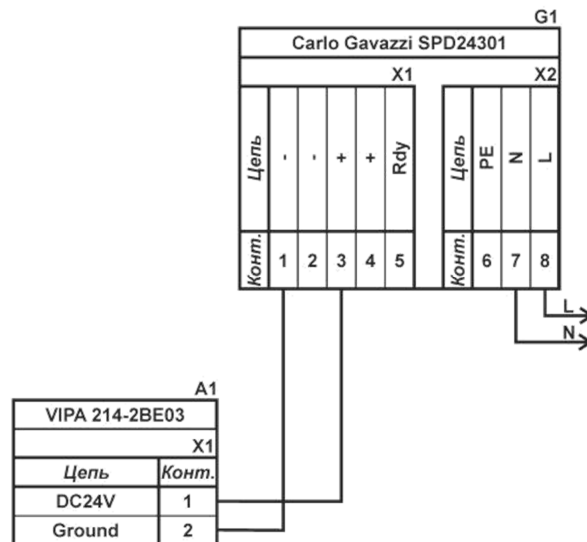 G1
Carlo Gavazzi SPD24301
X1 X2
Цепь - - + + Rdy Цепь PE N L
Конт. 1 2 3 4 5 Конт. 6 7 8
L
N
A1
VIPA 214-2BE03
X1
Цепь Конт.
DC24V 1
Ground 2